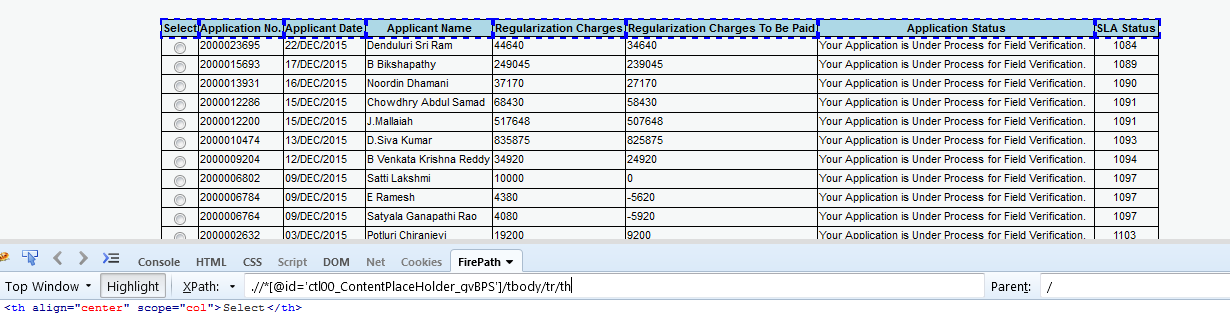 Select Application No. Applicant Date Applicant Name Regularization Charges Regularization Charges To Be Paid Application Status SLA Status
2000023695 22/DEC/2015 Denduluri Sri Ram 44640 34640 Your Application is Under Process for Field Verification. 1084
2000015693 17/DEC/2015 B Bikshapathy 249045 239045 Your Application is Under Process for Field Verification. 1089
2000013931 16/DEC/2015 Noordin Dhamani 37170 27170 Your Application is Under Process for Field Verification. 1090
2000012286 15/DEC/2015 Chowdhry Abdul Samad 68430 58430 Your Application is Under Process for Field Verification. 1091
2000012200 15/DEC/2015 J.Mallaiah 517648 507648 Your Application is Under Process for Field Verification. 1091
2000010474 13/DEC/2015 D.Siva Kumar 835875 825875 Your Application is Under Process for Field Verification. 1093
2000009204 12/DEC/2015 B Venkata Krishna Reddy 34920 24920 Your Application is Under Process for Field Verification. 1094
2000006802 09/DEC/2015 Satti Lakshmi 10000 0 Your Application is Under Process for Field Verification. 1097
2000006784 09/DEC/2015 E Ramesh 4380 -5620 Your Application is Under Process for Field Verification. 1097
2000006764 09/DEC/2015 Satyala Ganapathi Rao 4080 -5920 Your Application is Under Process for Field Verification. 1097
2000002632 03/DEC/2015 Potluri Chiranjevi 19200 9200 Your Application is Under Process for Field Verification. 1103
Console HTML CSS Script DOM Net Cookies FirePath
Top Window Highlight XPath: .//*[@id='ctl00_ContentPlaceHolder_gvBPS']/tbody/tr/th Parent: /
<th align="center" scope="col">Select</th>